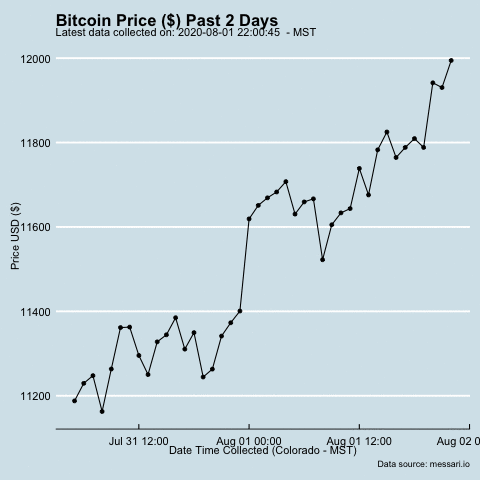 Bitcoin Price ($) Past 2 Days
Latest data collected on: 2020-08-01 22:00:45 - MST
12000
11800
11600
11400
11200
Price USD ($)
Jul 31 12:00 Aug 01 00:00 Aug 01 12:00 Aug 02 0
Date Time Collected (Colorado - MST)
Data source: messari.io